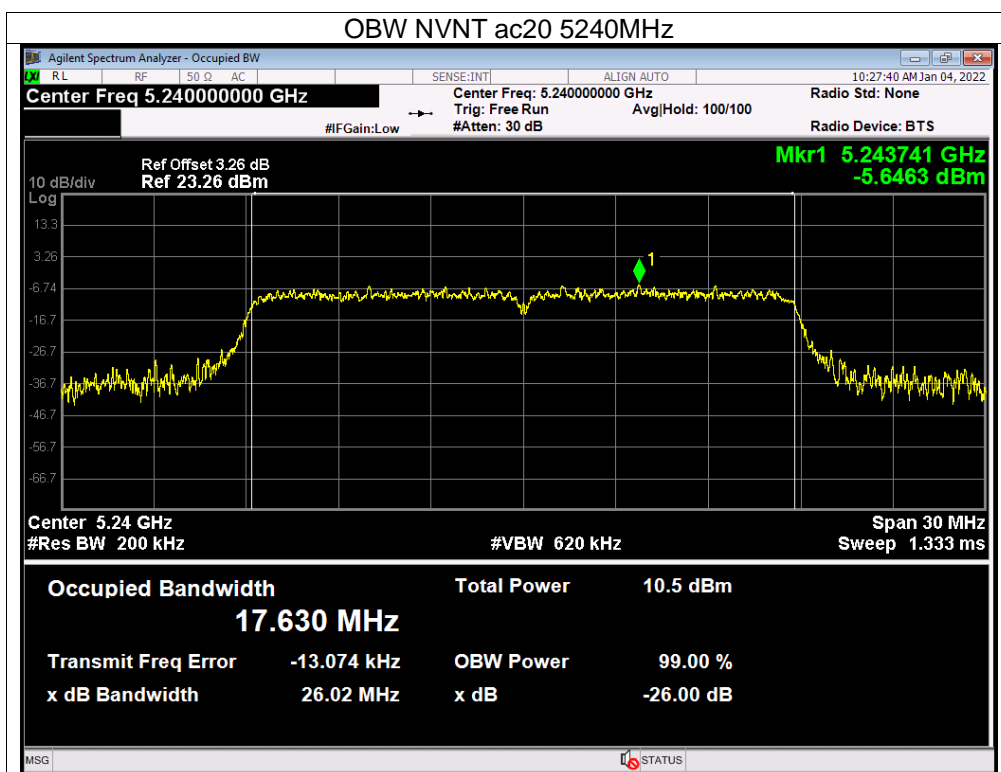 OBW NVNT ac20 5240MHz
Agilent Spectrum Analyzer - Occupied BW
LXI RL RF 50 Ω AC SENSE:INT ALIGN AUTO 10:27:40 AM Jan 04, 2022
Center Freq 5.240000000 GHz Center Freq: 5.240000000 GHz Radio Std: None
Trig: Free Run Avg|Hold: 100/100
#IFGain:Low #Atten: 30 dB Radio Device: BTS
Mkr1 5.243741 GHz
-5.6463 dBm
Ref Offset 3.26 dB
10 dB/div Ref 23.26 dBm
Log
13.3
3.26
1
-6.74
-16.7
-26.7
-36.7
-46.7
-56.7
-66.7
Center 5.24 GHz Span 30 MHz
#Res BW 200 kHz #VBW 620 kHz Sweep 1.333 ms
Occupied Bandwidth Total Power 10.5 dBm
17.630 MHz
Transmit Freq Error -13.074 kHz OBW Power 99.00 %
x dB Bandwidth 26.02 MHz x dB -26.00 dB
MSG STATUS